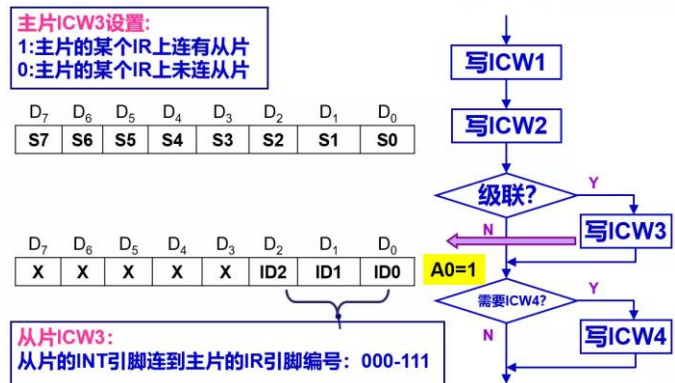 主片ICW3设置:
1:主片的某个IR上连有从片
0:主片的某个IR上未连从片
D7 D6 D5 D4 D3 D2 D1 D0
S7 S6 S5 S4 S3 S2 S1 S0
D7 D6 D5 D4 D3 D2 D1 D0
X X X X X ID2 ID1 ID0
A0=1
从片ICW3：
从片的INT引脚连到主片的IR引脚编号：000-111
写ICW1
写ICW2
级联?
Y
N
写ICW3
需要ICW4?
Y
N
写ICW4